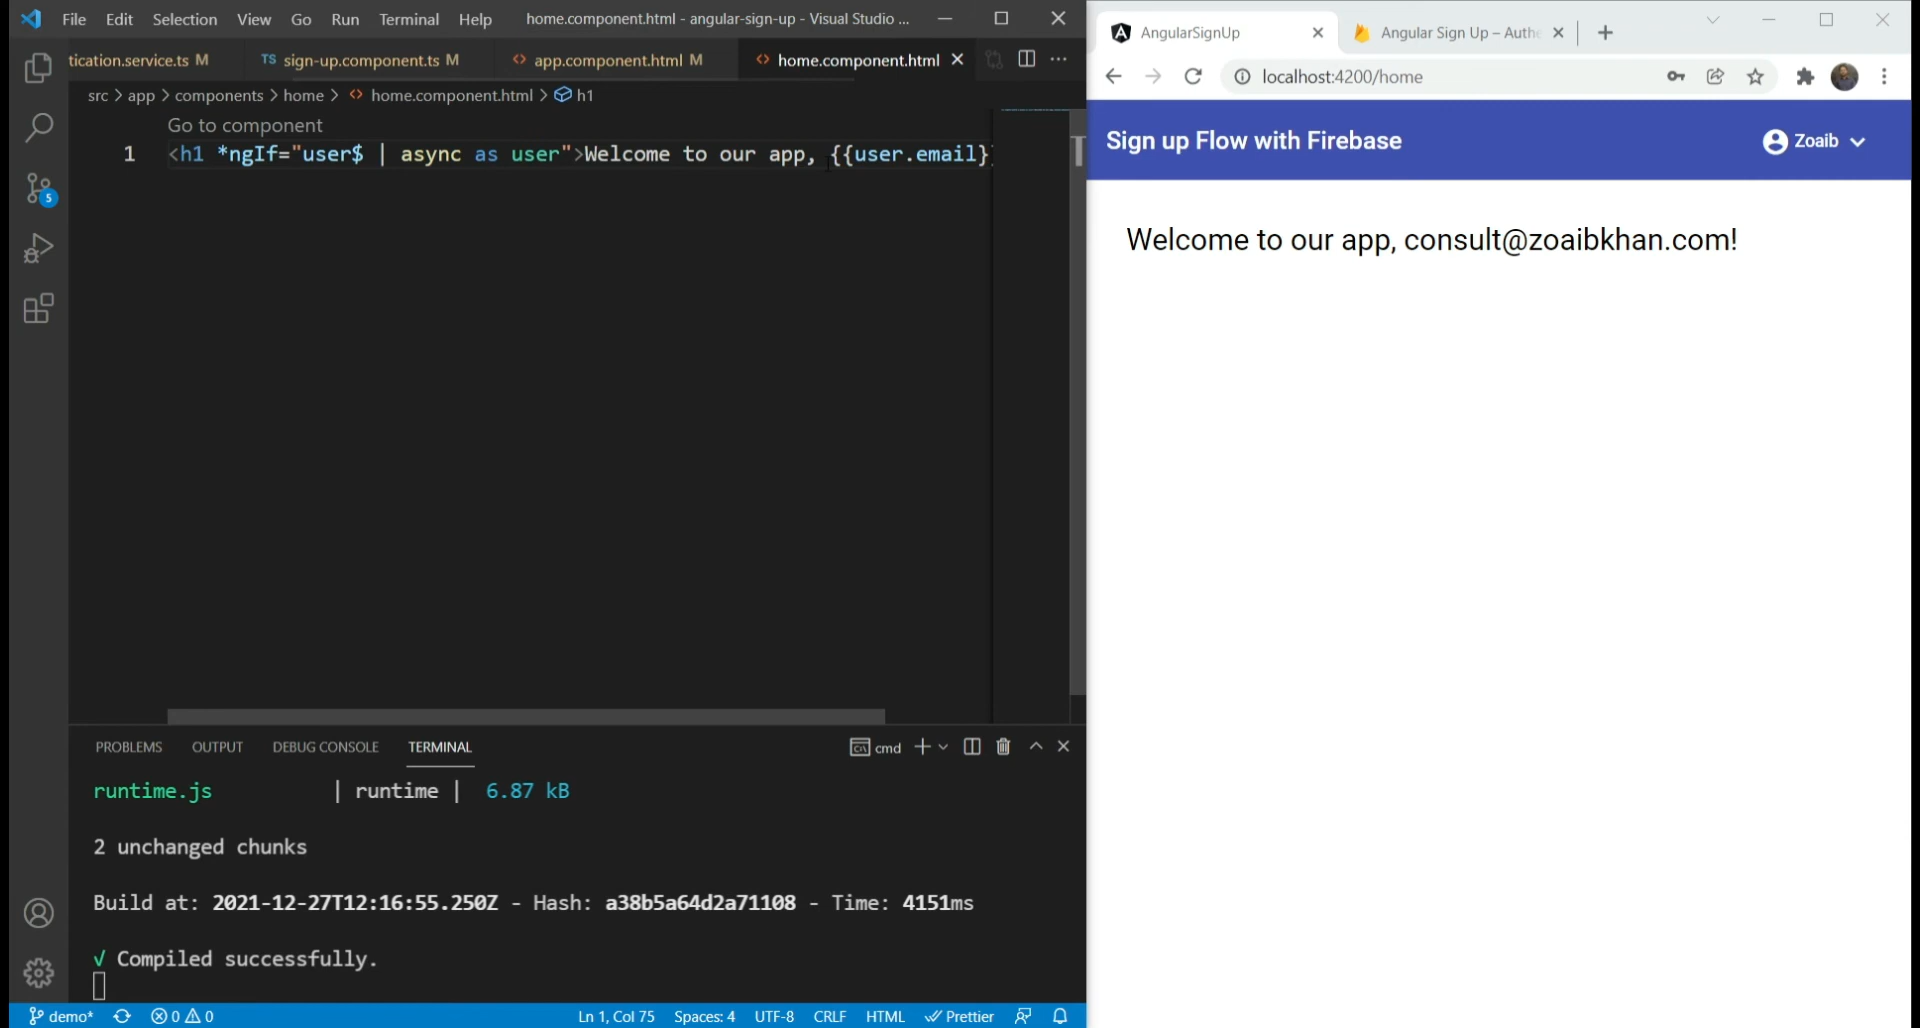 File Edit Selection View Go Run Terminal Help home.component.html - angular-sign-up - Visual Studio ...
tication.service.ts M TS sign-up.component.ts M <> app.component.html M <> home.component.html
src > app > components > home > <> home.component.html > h1
Go to component
1 <h1 *ngIf="user$ | async as user">Welcome to our app, {{user.email}
5
PROBLEMS OUTPUT DEBUG CONSOLE TERMINAL cmd
runtime.js | runtime | 6.87 kB
2 unchanged chunks
Build at: 2021-12-27T12:16:55.250Z - Hash: a38b5a64d2a71108 - Time: 4151ms
√ Compiled successfully.
demo* 0 0 Ln 1, Col 75 Spaces: 4 UTF-8 CRLF HTML Prettier
AngularSignUp Angular Sign Up – Authe
localhost:4200/home
Sign up Flow with Firebase Zoaib
Welcome to our app, consult@zoaibkhan.com!